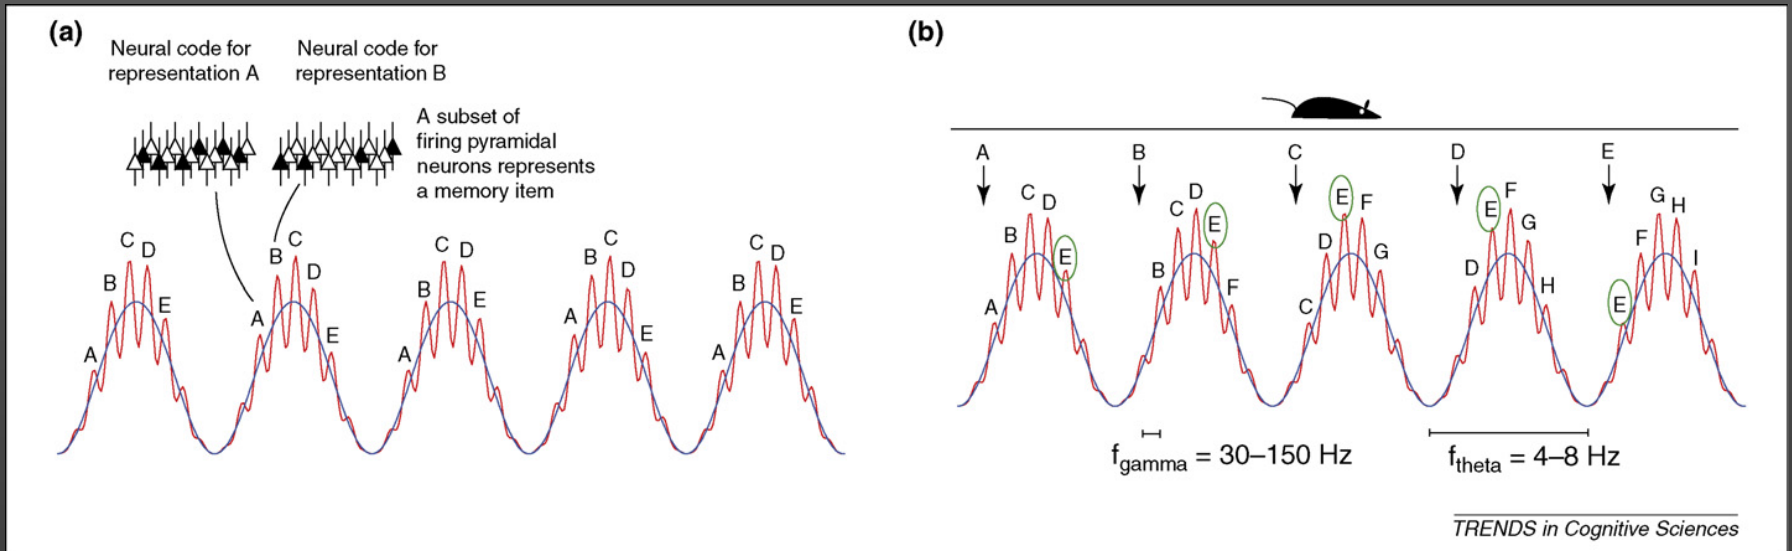 (a)
Neural code for
representation A
Neural code for
representation B
A subset of
firing pyramidal
neurons represents
a memory item
A B C D E
A B C D E
A B C D E
A B C D E
A B C D E
(b)
A B C D E
A B C D E
B C D E F
C D E F G
D E F G H
E F G H I
fgamma = 30–150 Hz
ftheta = 4–8 Hz
TRENDS in Cognitive Sciences